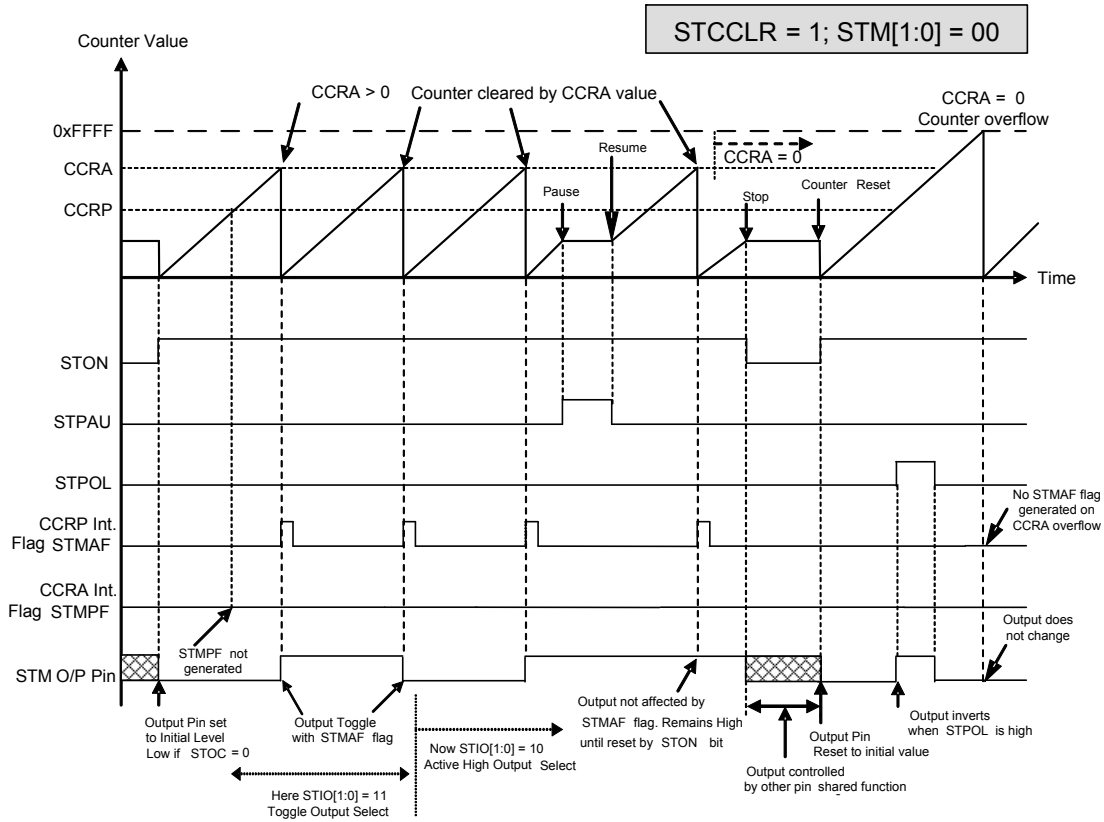 STCCLR = 1; STM[1:0] = 00
Counter Value
CCRA > 0
Counter cleared by CCRA value
CCRA = 0
Counter overflow
0xFFFF
Resume
CCRA = 0
CCRA
Pause
Stop
Counter Reset
CCRP
Time
STON
STPAU
STPOL
No STMAF flag
generated on
CCRA overflow
CCRP Int.
Flag STMAF
CCRA Int.
Flag STMPF
STMPF not
generated
Output does
not change
STM O/P Pin
Output Pin set
to Initial Level
Low if STOC = 0
Output Toggle
with STMAF flag
Now STIO[1:0] = 10
Active High Output Select
Output not affected by
STMAF flag. Remains High
until reset by STON bit
Output Pin
Reset to initial value
Output inverts
when STPOL is high
Output controlled
by other pin shared function
Here STIO[1:0] = 11
Toggle Output Select